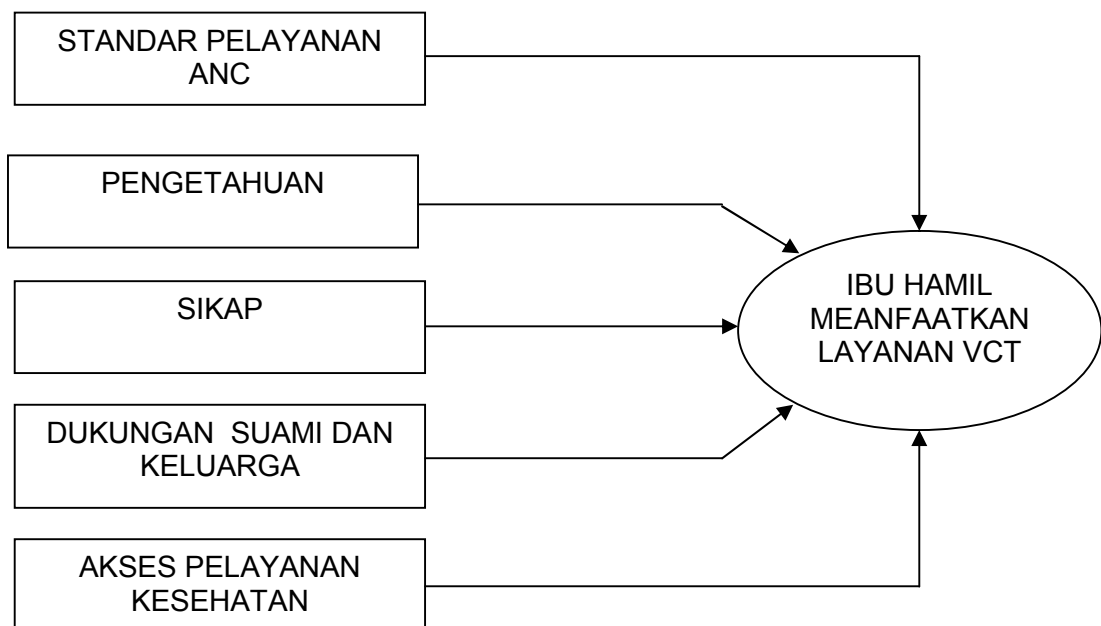 STANDAR PELAYANAN
ANC
PENGETAHUAN
SIKAP
DUKUNGAN SUAMI DAN
KELUARGA
AKSES PELAYANAN
KESEHATAN
IBU HAMIL
MEANFAATKAN
LAYANAN VCT